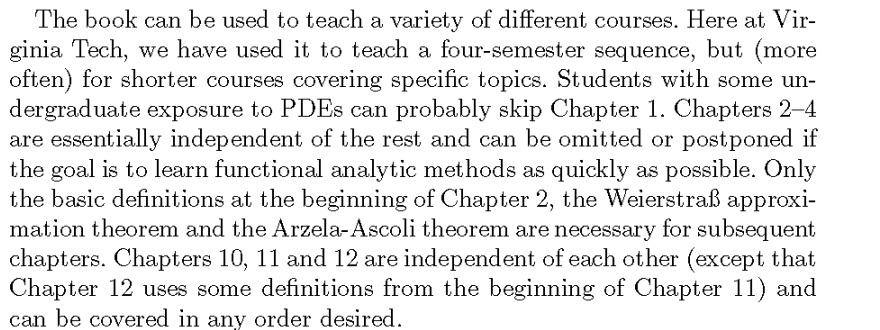 The book can be used to teach a variety of different courses. Here at Vir-
ginia Tech, we have used it to teach a four-semester sequence, but (more
often) for shorter courses covering specific topics. Students with some un-
dergraduate exposure to PDEs can probably skip Chapter 1. Chapters 2–4
are essentially independent of the rest and can be omitted or postponed if
the goal is to learn functional analytic methods as quickly as possible. Only
the basic definitions at the beginning of Chapter 2, the Weierstraß approxi-
mation theorem and the Arzela-Ascoli theorem are necessary for subsequent
chapters. Chapters 10, 11 and 12 are independent of each other (except that
Chapter 12 uses some definitions from the beginning of Chapter 11) and
can be covered in any order desired.